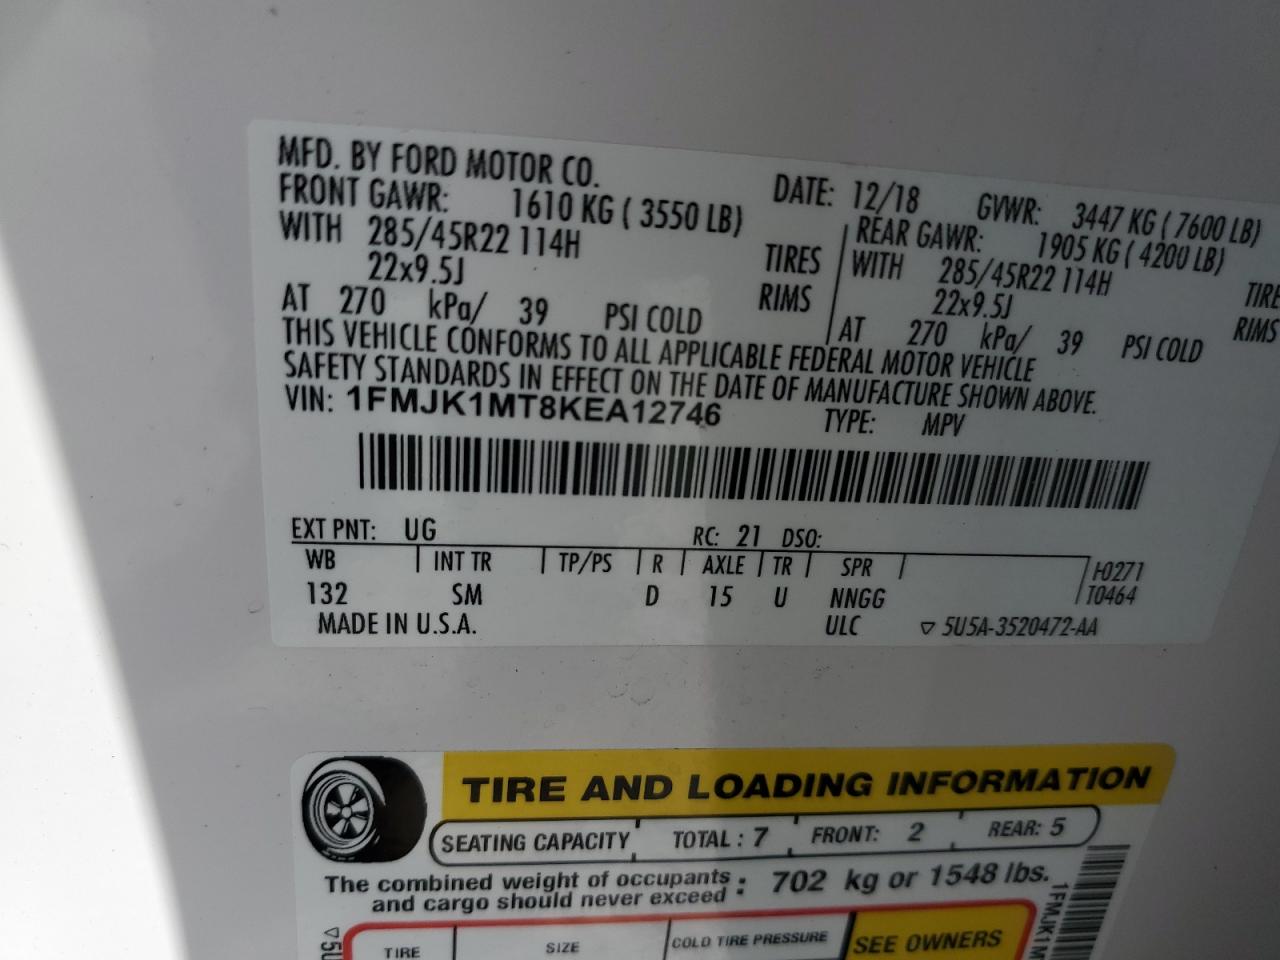 MFD. BY FORD MOTOR CO. DATE: 12/18 GVWR: 3447 KG ( 7600 LB)
FRONT GAWR: 1610 KG ( 3550 LB) REAR GAWR: 1905 KG ( 4200 LB)
WITH 285/45R22 114H TIRES WITH 285/45R22 114H TIRE
22x9.5J RIMS 22x9.5J RIMS
AT 270 kPa/ 39 PSI COLD AT 270 kPa/ 39 PSI COLD
THIS VEHICLE CONFORMS TO ALL APPLICABLE FEDERAL MOTOR VEHICLE
SAFETY STANDARDS IN EFFECT ON THE DATE OF MANUFACTURE SHOWN ABOVE.
VIN: 1FMJK1MT8KEA12746 TYPE: MPV
EXT PNT: UG RC: 21 DSO:
WB INT TR TP/PS R AXLE TR SPR I-0271
132 SM D 15 U NNGG T0464
MADE IN U.S.A. ULC ▽ 5U5A-3520472-AA
TIRE AND LOADING INFORMATION
SEATING CAPACITY TOTAL : 7 FRONT: 2 REAR: 5
The combined weight of occupants and cargo should never exceed : 702 kg or 1548 lbs.
TIRE SIZE COLD TIRE PRESSURE SEE OWNERS
▽5U
1FMJK1M